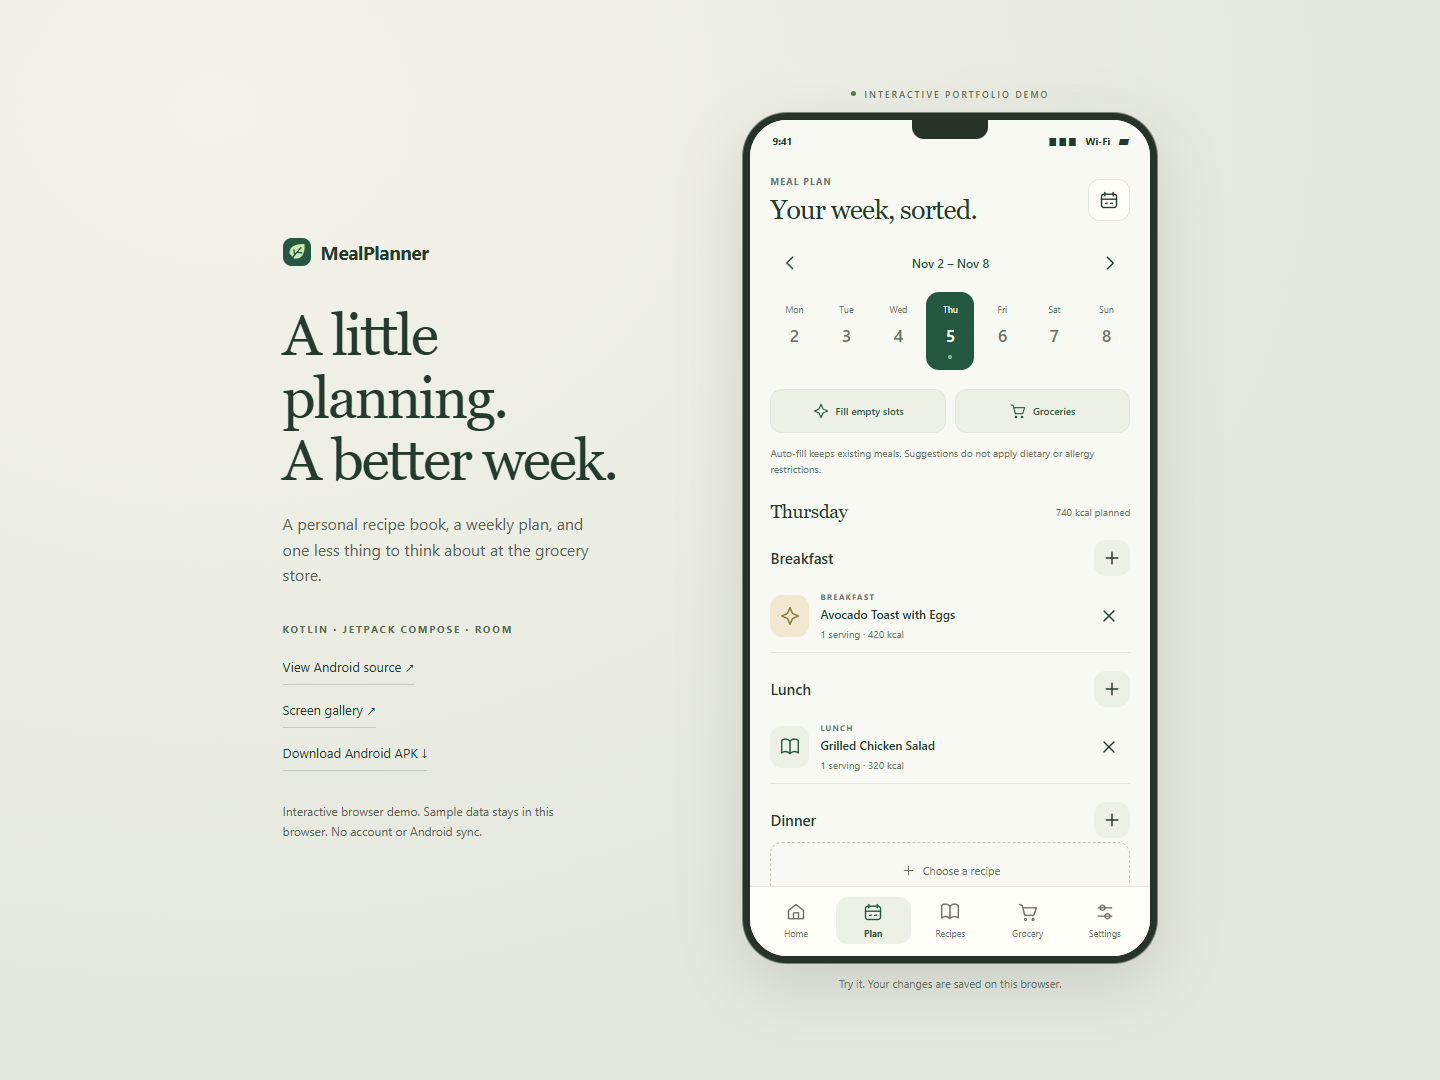 MealPlanner
A little
planning.
A better week.
A personal recipe book, a weekly plan, and
one less thing to think about at the grocery
store.
KOTLIN · JETPACK COMPOSE · ROOM
View Android source ↗
Screen gallery ↗
Download Android APK ↓
Interactive browser demo. Sample data stays in this
browser. No account or Android sync.
INTERACTIVE PORTFOLIO DEMO
9:41 Wi-Fi
MEAL PLAN
Your week, sorted.
Nov 2 – Nov 8
Mon Tue Wed Thu Fri Sat Sun
2 3 4 5 6 7 8
Fill empty slots Groceries
Auto-fill keeps existing meals. Suggestions do not apply dietary or allergy
restrictions.
Thursday 740 kcal planned
Breakfast
BREAKFAST
Avocado Toast with Eggs
1 serving · 420 kcal
Lunch
LUNCH
Grilled Chicken Salad
1 serving · 320 kcal
Dinner
Choose a recipe
Home Plan Recipes Grocery Settings
Try it. Your changes are saved on this browser.